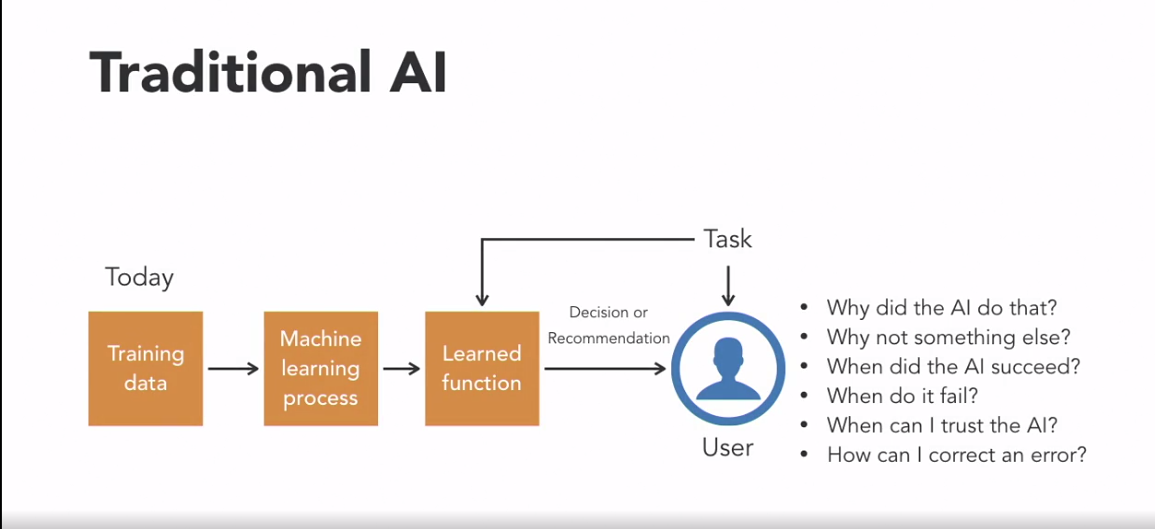 Traditional AI
Task
Today
Training
data
Machine
learning
process
Learned
function
Decision or
Recommendation
User
• Why did the AI do that?
• Why not something else?
• When did the AI succeed?
• When do it fail?
• When can I trust the AI?
• How can I correct an error?